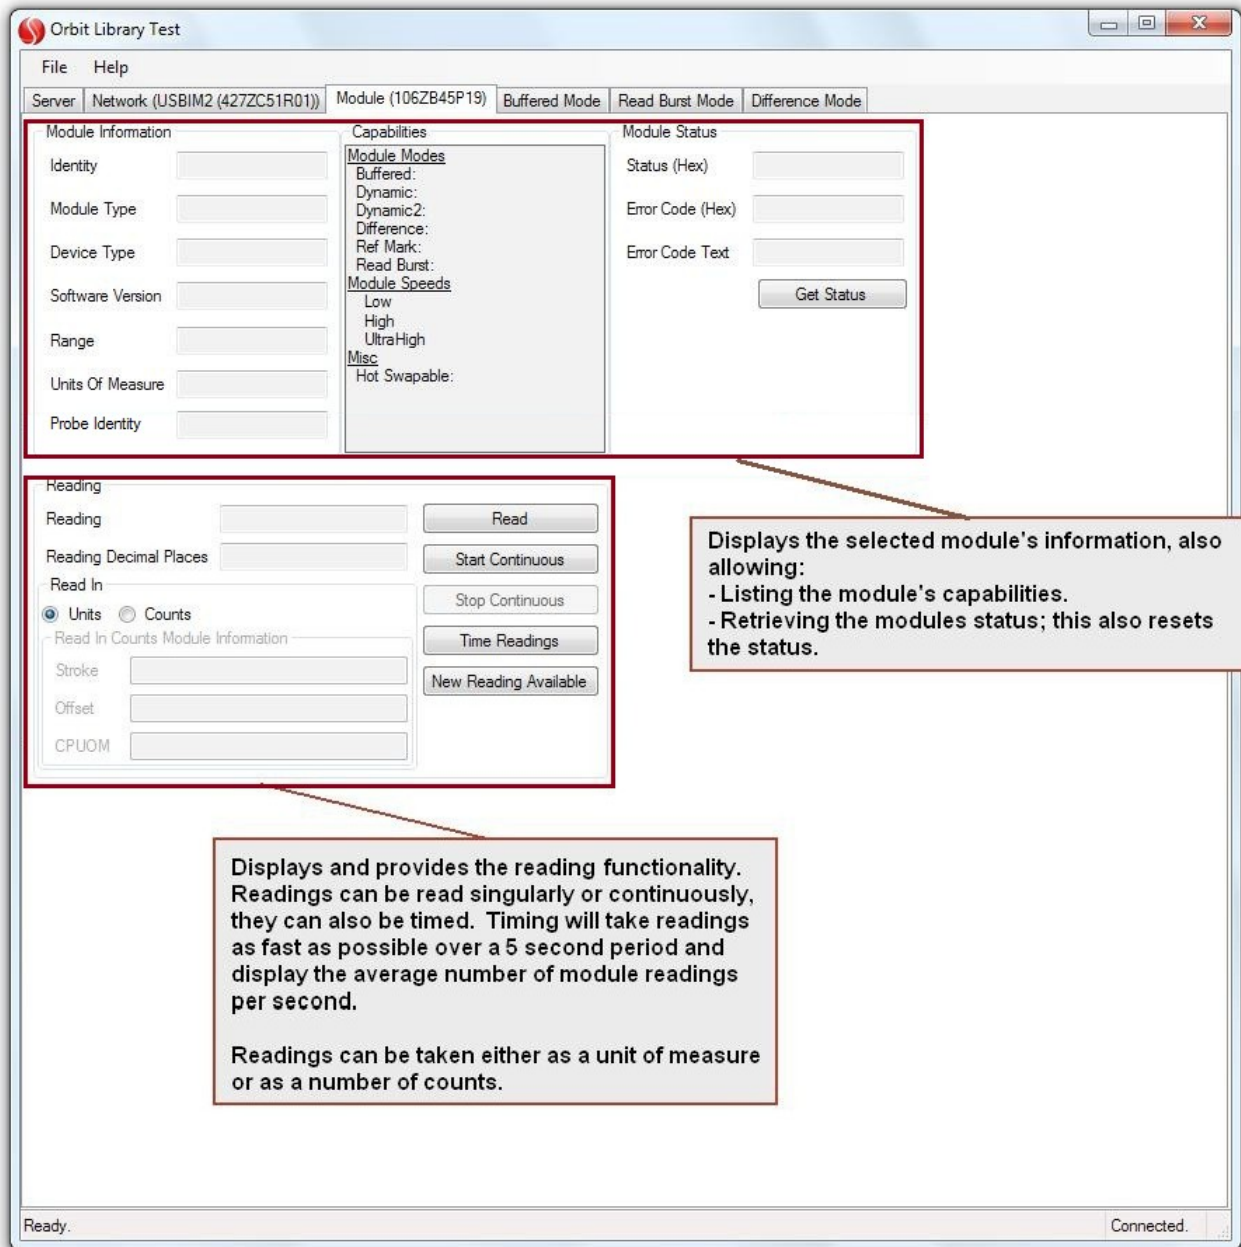 Orbit Library Test
File Help
Server Network (USBIM2 (427ZC51R01)) Module (106ZB45P19) Buffered Mode Read Burst Mode Difference Mode
Module Information
Identity
Module Type
Device Type
Software Version
Range
Units Of Measure
Probe Identity
Capabilities
Module Modes
Buffered:
Dynamic:
Dynamic2:
Difference:
Ref Mark:
Read Burst:
Module Speeds
Low
High
UltraHigh
Misc
Hot Swapable:
Module Status
Status (Hex)
Error Code (Hex)
Error Code Text
Get Status
Reading
Reading
Reading Decimal Places
Read In
Units Counts
Read In Counts Module Information
Stroke
Offset
CPUOM
Read
Start Continuous
Stop Continuous
Time Readings
New Reading Available
Displays the selected module's information, also
allowing:
- Listing the module's capabilities.
- Retrieving the modules status; this also resets
the status.
Displays and provides the reading functionality.
Readings can be read singularly or continuously,
they can also be timed. Timing will take readings
as fast as possible over a 5 second period and
display the average number of module readings
per second.
Readings can be taken either as a unit of measure
or as a number of counts.
Ready.
Connected.